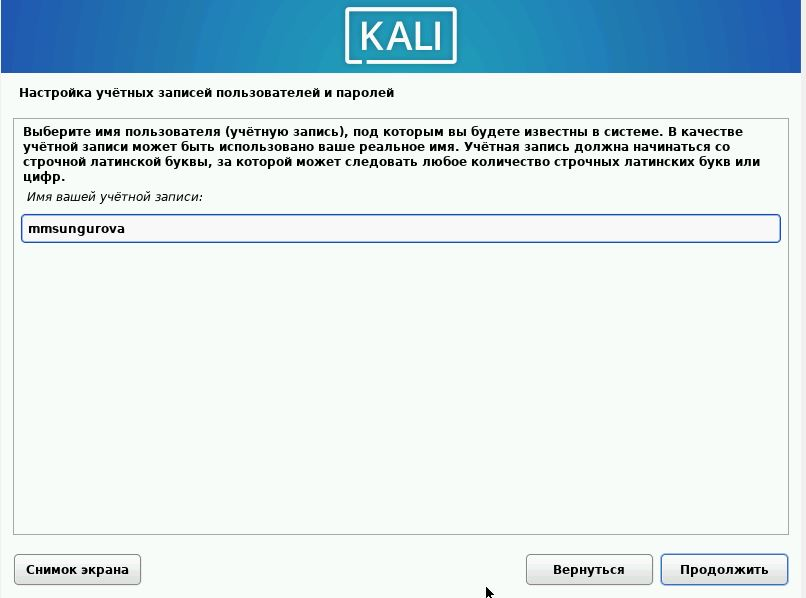 KALI
Настройка учётных записей пользователей и паролей
Выберите имя пользователя (учётную запись), под которым вы будете известны в системе. В качестве
учётной записи может быть использовано ваше реальное имя. Учётная запись должна начинаться со
строчной латинской буквы, за которой может следовать любое количество строчных латинских букв или
цифр.
Имя вашей учётной записи:
mmsungurova
Снимок экрана
Вернуться
Продолжить